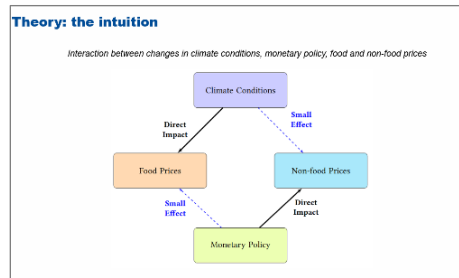 Theory: the intuition
Interaction between changes in climate conditions, monetary policy, food and non-food prices
Climate Conditions
Direct
Impact
Small
Effect
Food Prices
Non-food Prices
Small
Effect
Direct
Impact
Monetary Policy